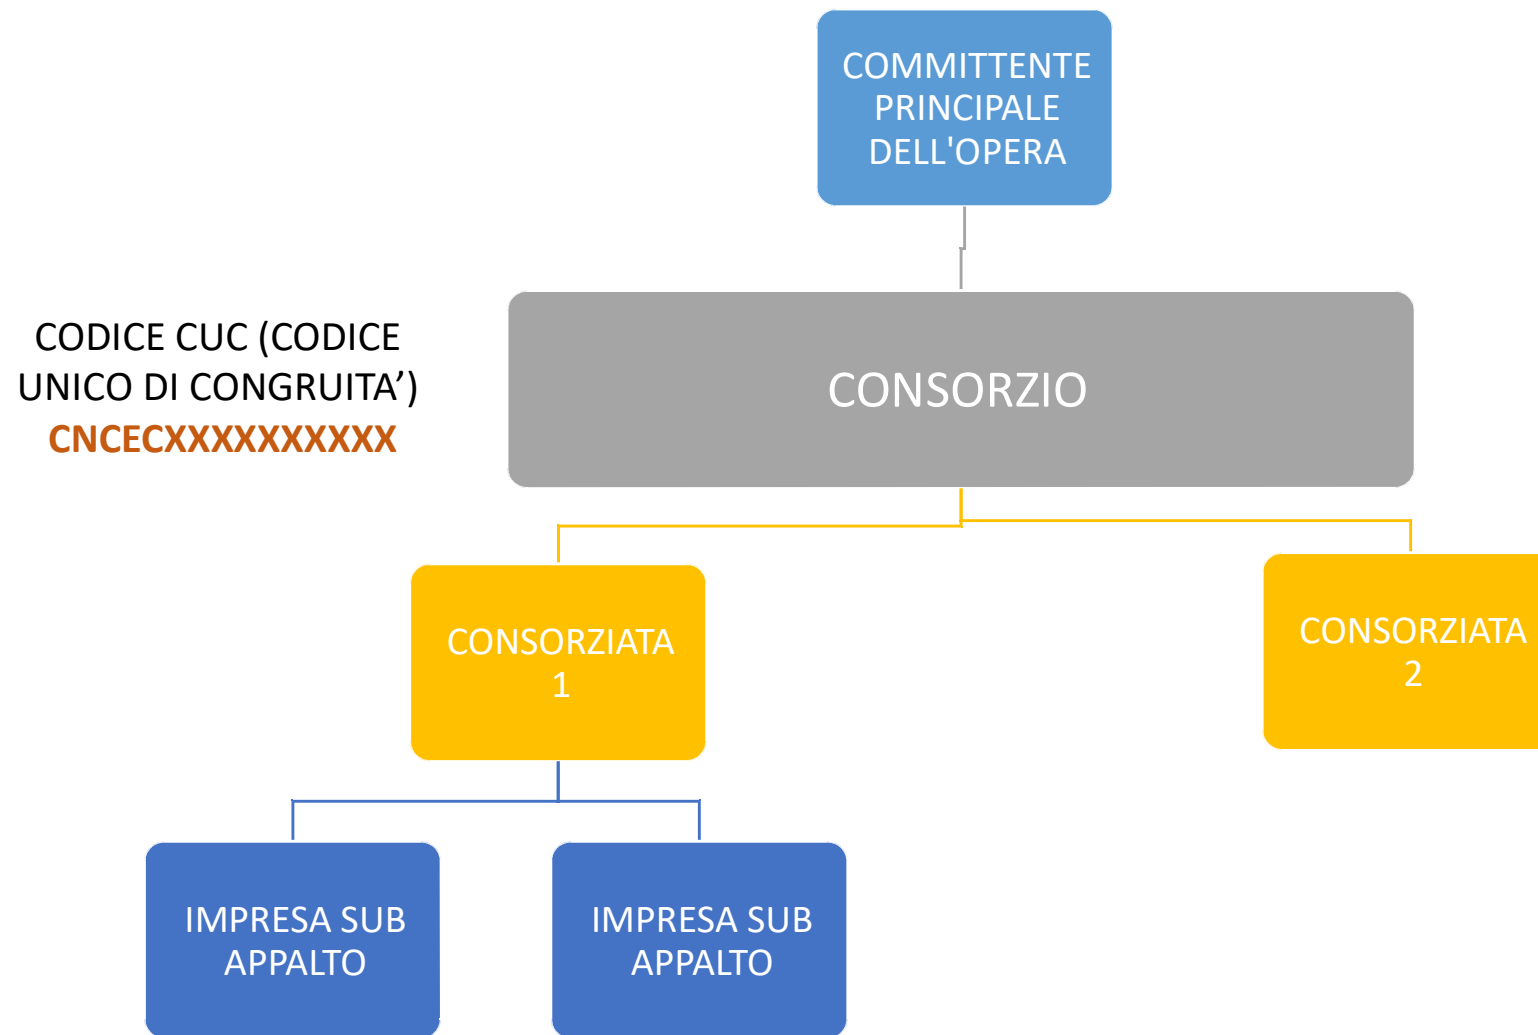 COMMITTENTE
PRINCIPALE
DELL'OPERA
CODICE CUC (CODICE
UNICO DI CONGRUITA’)
CNCECXXXXXXXXXX
CONSORZIO
CONSORZIATA
1
CONSORZIATA
2
IMPRESA SUB
APPALTO
IMPRESA SUB
APPALTO